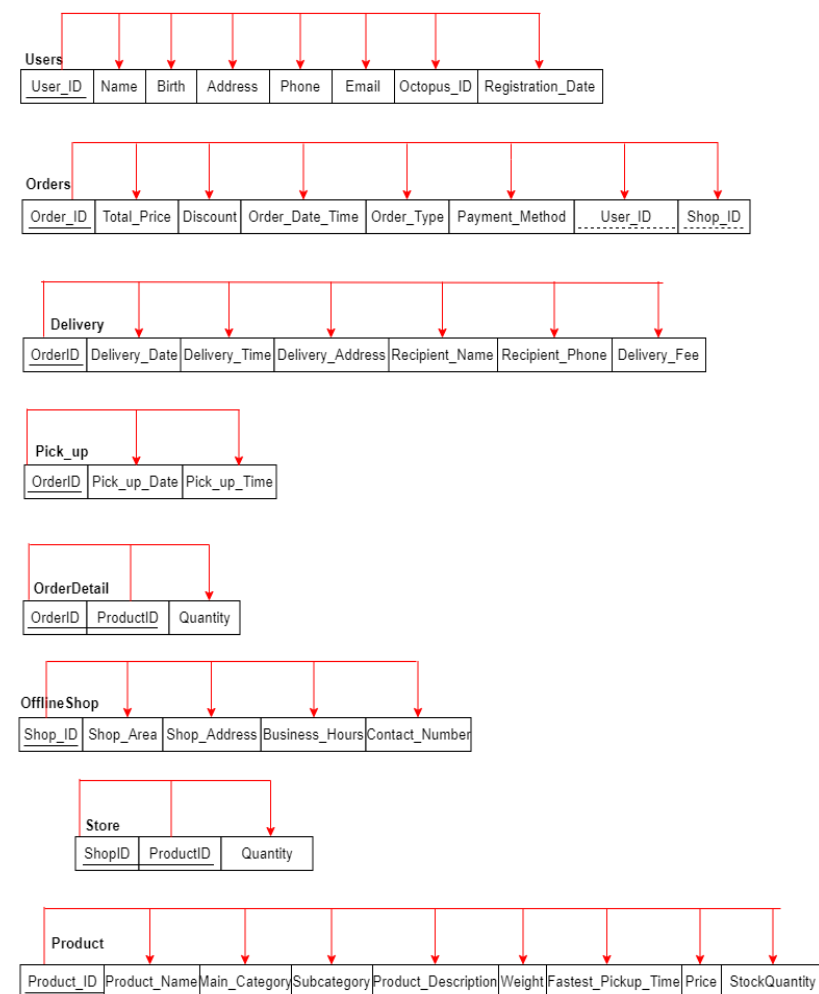 Users
User_ID Name Birth Address Phone Email Octopus_ID Registration_Date
Orders
Order_ID Total_Price Discount Order_Date_Time Order_Type Payment_Method User_ID Shop_ID
Delivery
OrderID Delivery_Date Delivery_Time Delivery_Address Recipient_Name Recipient_Phone Delivery_Fee
Pick_up
OrderID Pick_up_Date Pick_up_Time
OrderDetail
OrderID ProductID Quantity
OfflineShop
Shop_ID Shop_Area Shop_Address Business_Hours Contact_Number
Store
ShopID ProductID Quantity
Product
Product_ID Product_Name Main_Category Subcategory Product_Description Weight Fastest_Pickup_Time Price StockQuantity